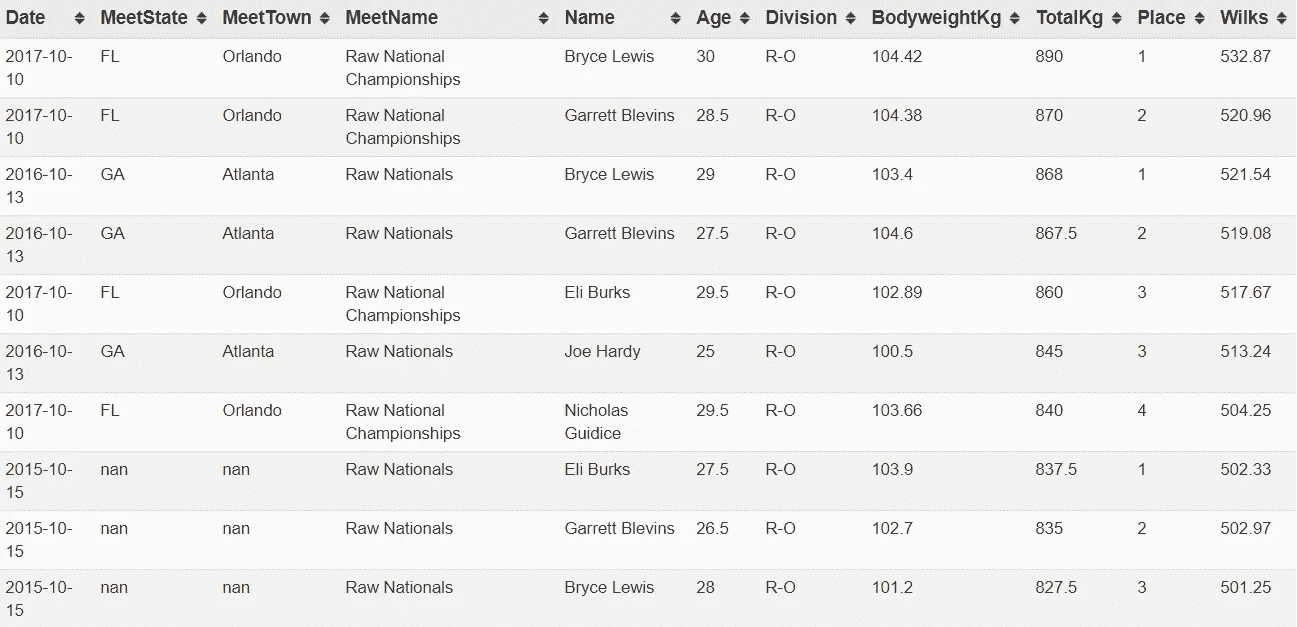 Date MeetState MeetTown MeetName Name Age Division BodyweightKg TotalKg Place Wilks
2017-10- FL Orlando Raw National Bryce Lewis 30 R-O 104.42 890 1 532.87
10 Championships
2017-10- FL Orlando Raw National Garrett Blevins 28.5 R-O 104.38 870 2 520.96
10 Championships
2016-10- GA Atlanta Raw Nationals Bryce Lewis 29 R-O 103.4 868 1 521.54
13
2016-10- GA Atlanta Raw Nationals Garrett Blevins 27.5 R-O 104.6 867.5 2 519.08
13
2017-10- FL Orlando Raw National Eli Burks 29.5 R-O 102.89 860 3 517.67
10 Championships
2016-10- GA Atlanta Raw Nationals Joe Hardy 25 R-O 100.5 845 3 513.24
13
2017-10- FL Orlando Raw National Nicholas 29.5 R-O 103.66 840 4 504.25
10 Championships Guidice
2015-10- nan nan Raw Nationals Eli Burks 27.5 R-O 103.9 837.5 1 502.33
15
2015-10- nan nan Raw Nationals Garrett Blevins 26.5 R-O 102.7 835 2 502.97
15
2015-10- nan nan Raw Nationals Bryce Lewis 28 R-O 101.2 827.5 3 501.25
15